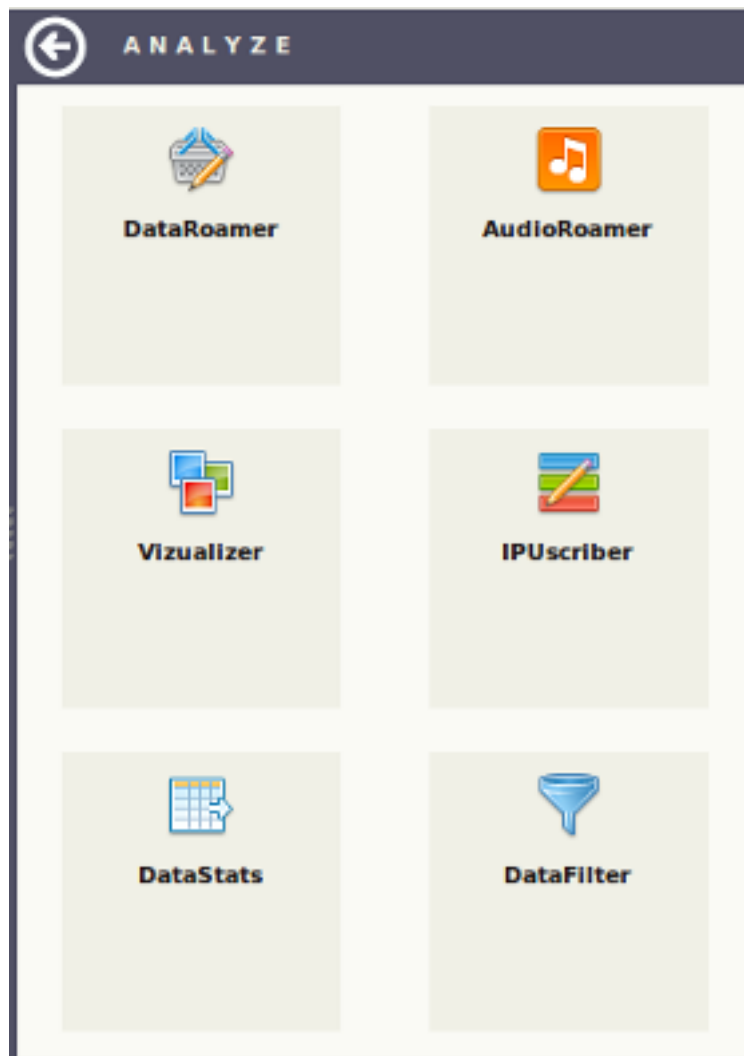 ANALYZE
DataRoamer
AudioRoamer
Vizualizer
IPUscriber
DataStats
DataFilter